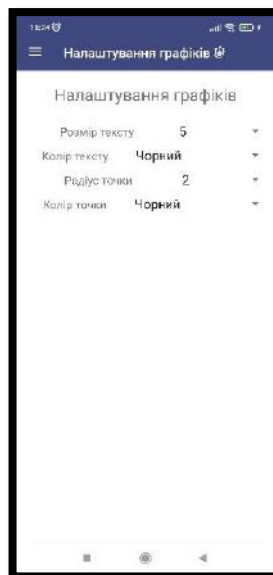 Налаштування графіків
Налаштування графіків
Розмір тексту 5
Колір тексту Чорний
Радіус точки 2
Колір точки Чорний